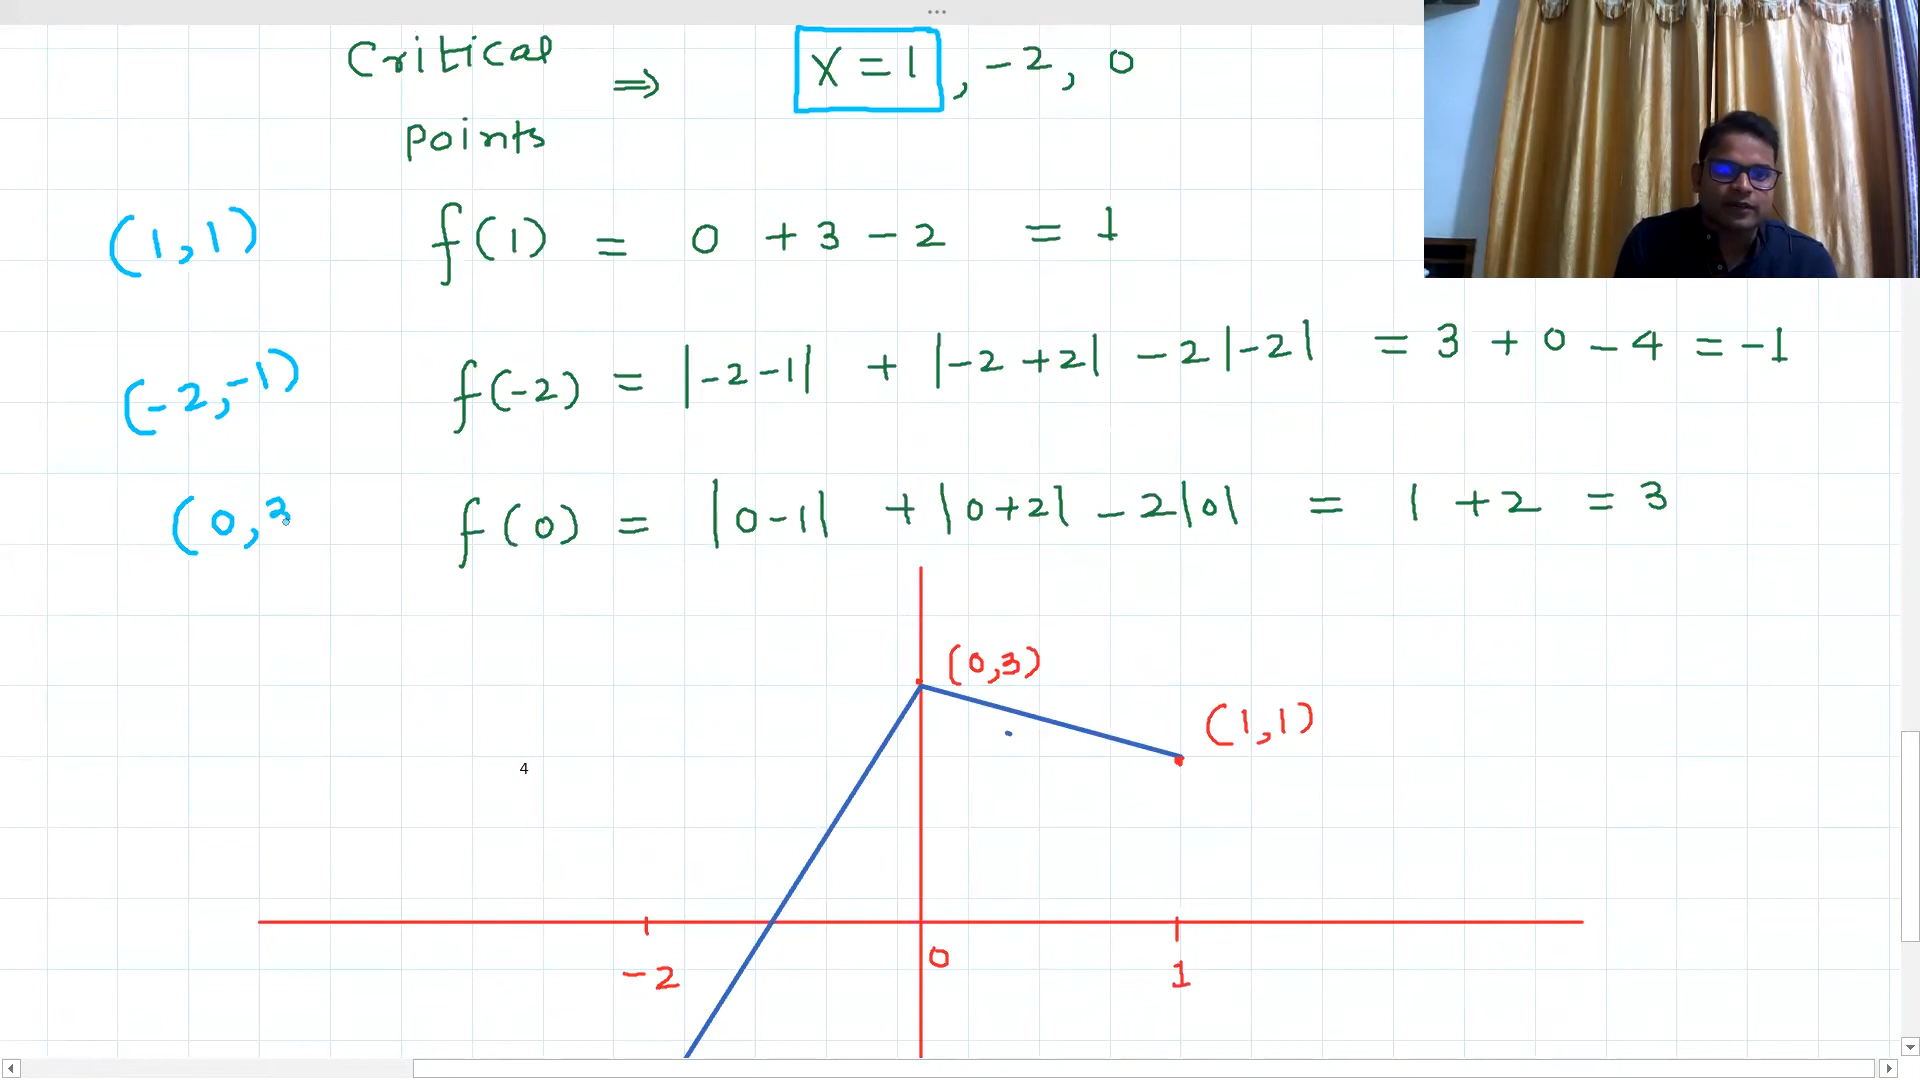 Critical ⇒ x = 1, -2, 0
points
(1,1) f(1) = 0 + 3 - 2 = 1
(-2,-1) f(-2) = |-2-1| + |-2+2| - 2|-2| = 3 + 0 - 4 = -1
(0,3 f(0) = |0-1| + |0+2| - 2|0| = 1 + 2 = 3
(0,3)
(1,1)
4
-2 0 1